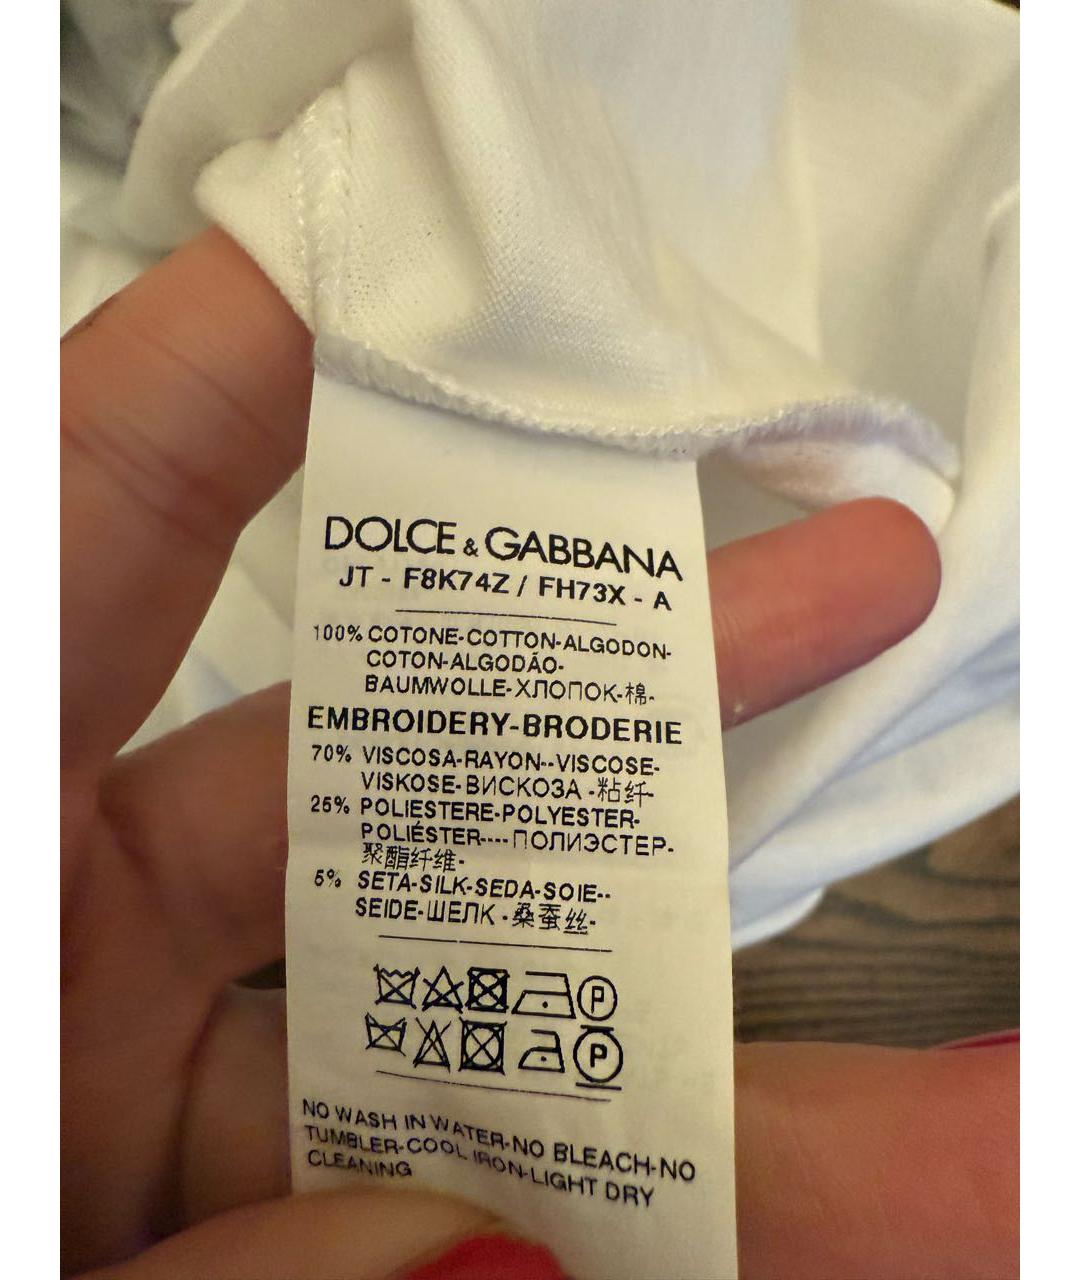 DOLCE & GABBANA
JT - F8K74Z / FH73X - A
100% COTONE-COTTON-ALGODON-
COTON-ALGODÃO-
BAUMWOLLE-ХЛОПОК-棉-
EMBROIDERY-BRODERIE
70% VISCOSA-RAYON--VISCOSE-
VISKOSE-ВИСКОЗА -粘纤-
25% POLIESTERE-POLYESTER-
POLIÉSTER----ПОЛИЭСТЕР-
聚酯纤维-
5% SETA-SILK-SEDA-SOIE--
SEIDE-ШЕЛК -桑蚕丝-
P
P
NO WASH IN WATER-NO BLEACH-NO
TUMBLER-COOL IRON-LIGHT DRY
CLEANING